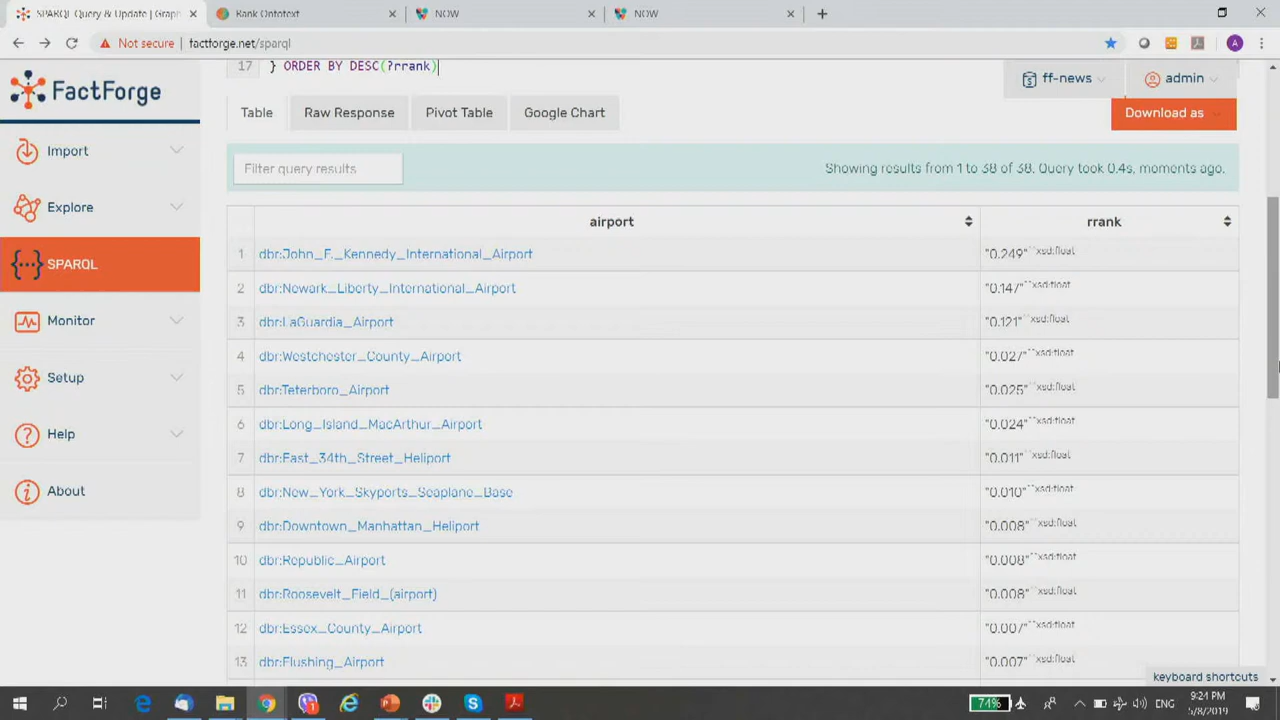 SPARQL Query & Update | Graph
Rank Ontotext
NOW
NOW
Not secure | factforge.net/sparql
FactForge
Import
Explore
SPARQL
Monitor
Setup
Help
About
17 } ORDER BY DESC(?rrank)
ff-news
admin
Table
Raw Response
Pivot Table
Google Chart
Download as
Filter query results
Showing results from 1 to 38 of 38. Query took 0.4s, moments ago.
airport rrank
1 dbr:John_F._Kennedy_International_Airport "0.249"^^xsd:float
2 dbr:Newark_Liberty_International_Airport "0.147"^^xsd:float
3 dbr:LaGuardia_Airport "0.121"^^xsd:float
4 dbr:Westchester_County_Airport "0.027"^^xsd:float
5 dbr:Teterboro_Airport "0.025"^^xsd:float
6 dbr:Long_Island_MacArthur_Airport "0.024"^^xsd:float
7 dbr:East_34th_Street_Heliport "0.011"^^xsd:float
8 dbr:New_York_Skyports_Seaplane_Base "0.010"^^xsd:float
9 dbr:Downtown_Manhattan_Heliport "0.008"^^xsd:float
10 dbr:Republic_Airport "0.008"^^xsd:float
11 dbr:Roosevelt_Field_(airport) "0.008"^^xsd:float
12 dbr:Essex_County_Airport "0.007"^^xsd:float
13 dbr:Flushing_Airport "0.007"^^xsd:float
keyboard shortcuts
74%
ENG
9:24 PM
5/8/2019